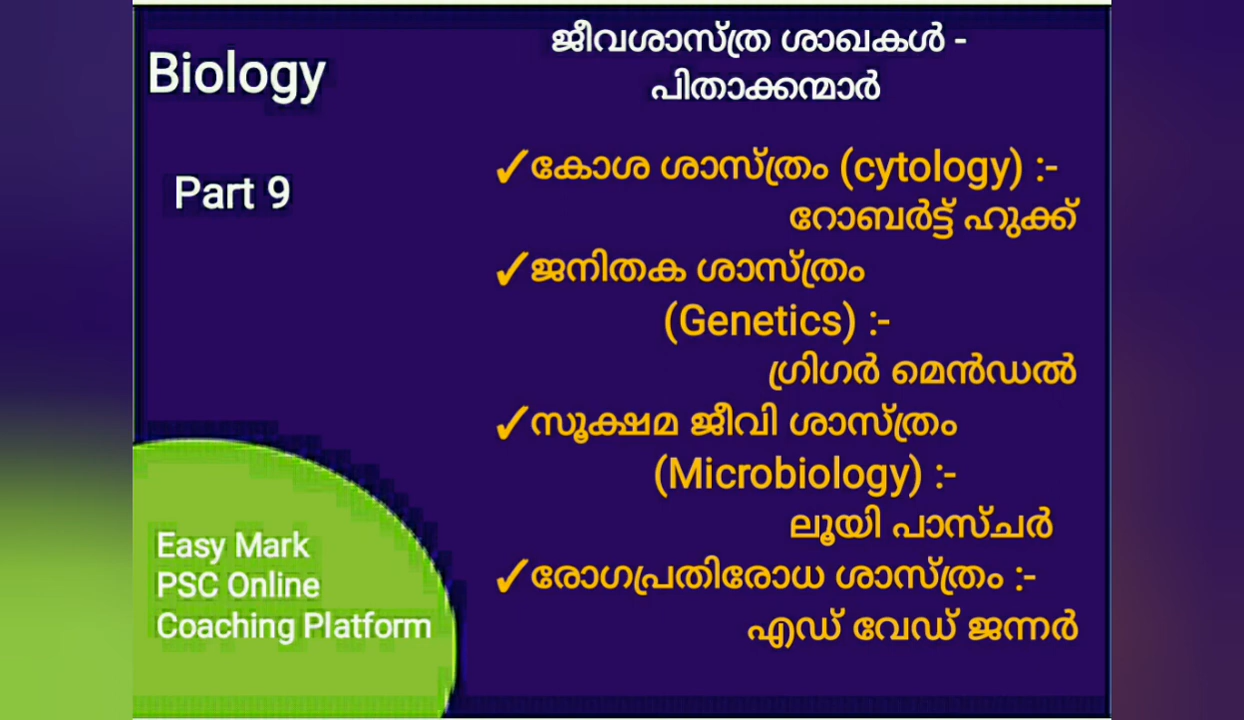 Biology
Part 9
ജീവശാസ്ത്ര ശാഖകൾ -
പിതാക്കന്മാർ
✓കോശ ശാസ്ത്രം (cytology) :-
റോബർട്ട് ഹുക്ക്
✓ജനിതക ശാസ്ത്രം
(Genetics) :-
ഗ്രിഗർ മെൻഡൽ
✓സൂക്ഷമ ജീവി ശാസ്ത്രം
(Microbiology) :-
ലൂയി പാസ്ചർ
✓രോഗപ്രതിരോധ ശാസ്ത്രം :-
എഡ് വേഡ് ജന്നർ
Easy Mark
PSC Online
Coaching Platform